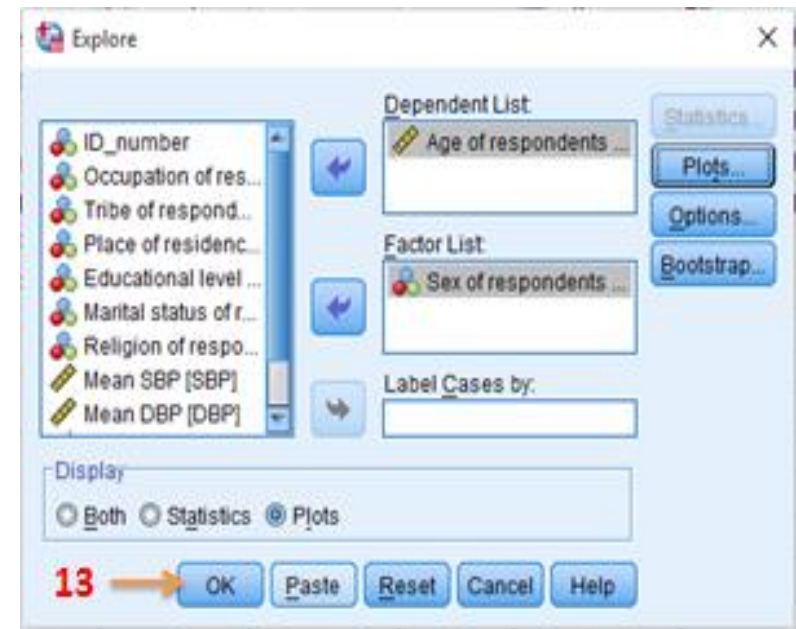 Explore
Dependent List:
Statistics...
ID_number
Age of respondents ...
Occupation of res...
Plots...
Tribe of respond...
Options...
Place of residenc...
Factor List:
Educational level ...
Sex of respondents ...
Bootstrap...
Marital status of r...
Religion of respo...
Mean SBP [SBP]
Label Cases by:
Mean DBP [DBP]
Display
Both Statistics Plots
13 OK Paste Reset Cancel Help